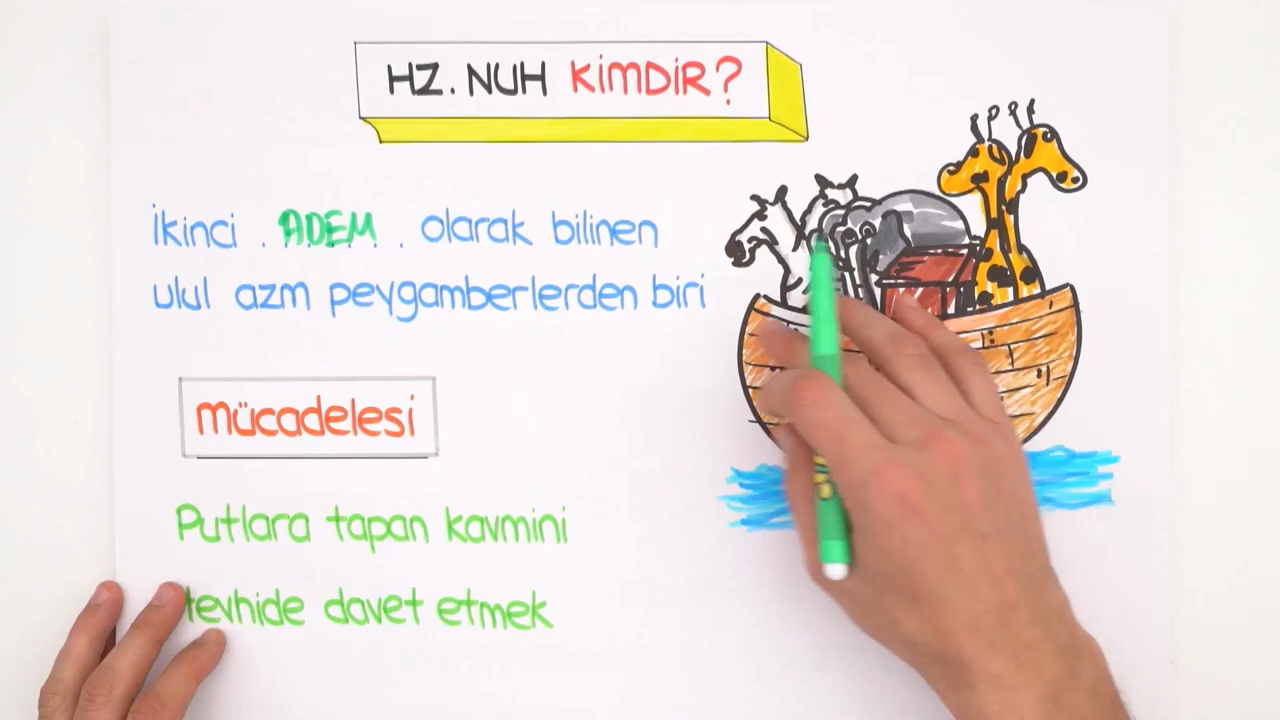 HZ. NUH KİMDİR?
İkinci . ADEM . olarak bilinen
ulul azm peygamberlerden biri
mücadelesi
Putlara tapan kavmini
tevhide davet etmek